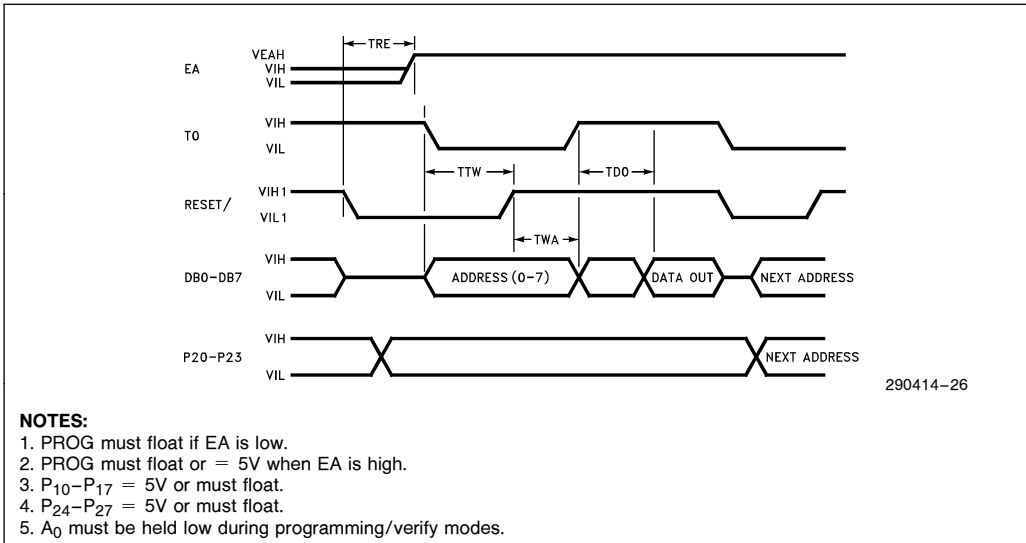 TRE
VEAH
EA VIH
VIL
T0 VIH
VIL
TTW TD0
RESET/ VIH1
VIL1
TWA
DB0-DB7 VIH
ADDRESS (0-7) DATA OUT NEXT ADDRESS
VIL
VIH
P20-P23 NEXT ADDRESS
VIL
290414-26
NOTES:
1. PROG must float if EA is low.
2. PROG must float or = 5V when EA is high.
3. P10–P17 = 5V or must float.
4. P24–P27 = 5V or must float.
5. A0 must be held low during programming/verify modes.